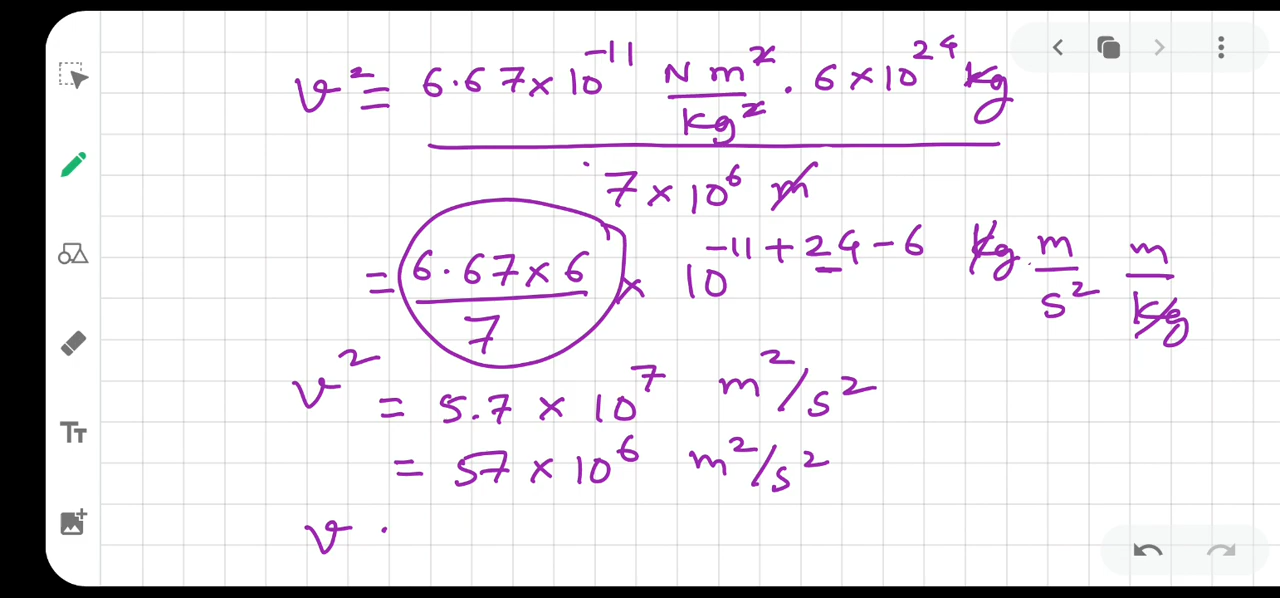 v² = 6.67 × 10⁻¹¹ N m² / kg² · 6 × 10²⁴ kg
7 × 10⁶ m
= 6.67 × 6 / 7 × 10⁻¹¹⁺²⁴⁻⁶ kg · m / s² m / kg
v² = 5.7 × 10⁷ m²/s²
= 57 × 10⁶ m²/s²
v ·
Tт